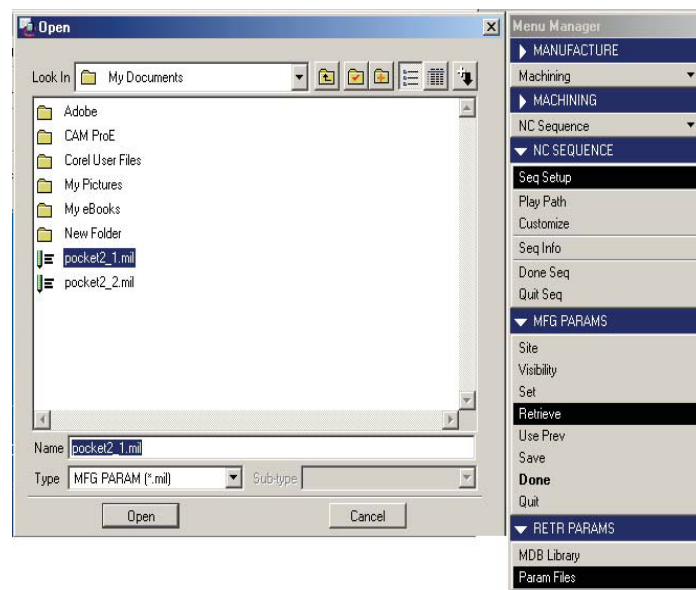 Open
Look In My Documents
Adobe
CAM ProE
Corel User Files
My Pictures
My eBooks
New Folder
pocket2_1.mil
pocket2_2.mil
Name pocket2_1.mil
Type MFG PARAM (*.mil) Sub-type
Open Cancel
Menu Manager
MANUFACTURE
Machining
MACHINING
NC Sequence
NC SEQUENCE
Seq Setup
Play Path
Customize
Seq Info
Done Seq
Quit Seq
MFG PARAMS
Site
Visibility
Set
Retrieve
Use Prev
Save
Done
Quit
RETR PARAMS
MDB Library
Param Files